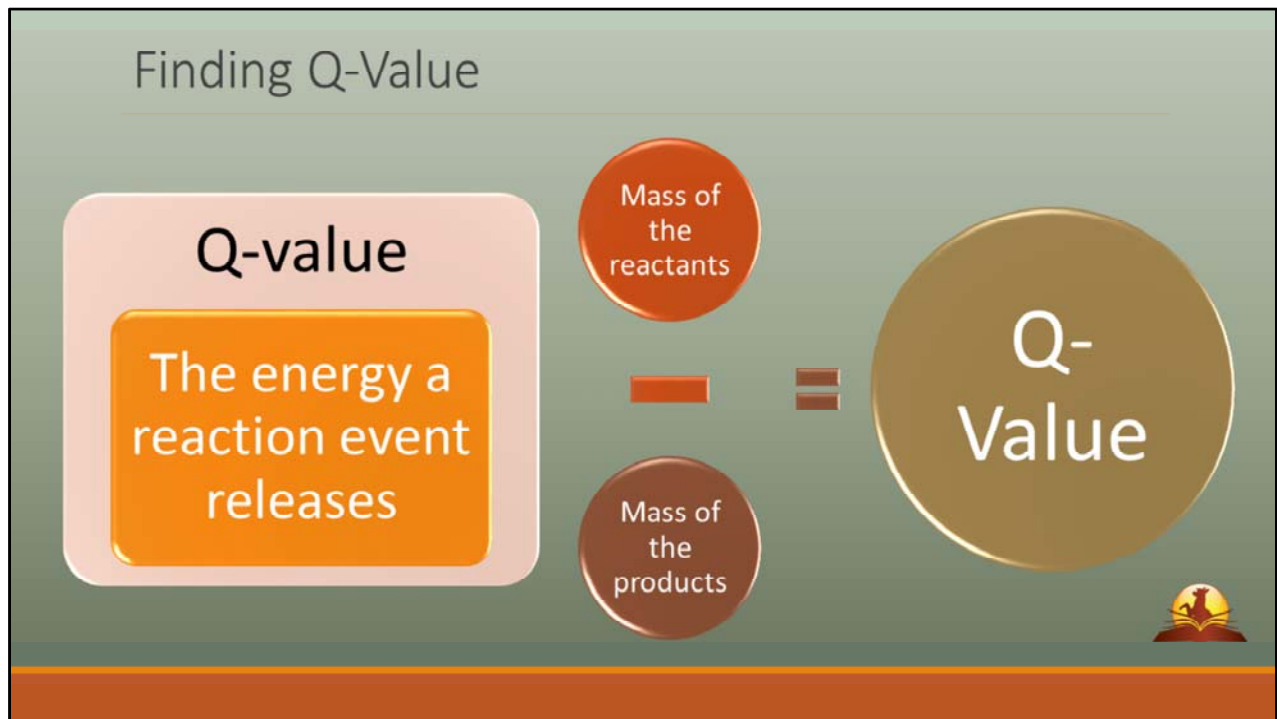 Finding Q-Value
Q-value
The energy a
reaction event
releases
Mass of
the
reactants
Mass of
the
products
Q-
Value